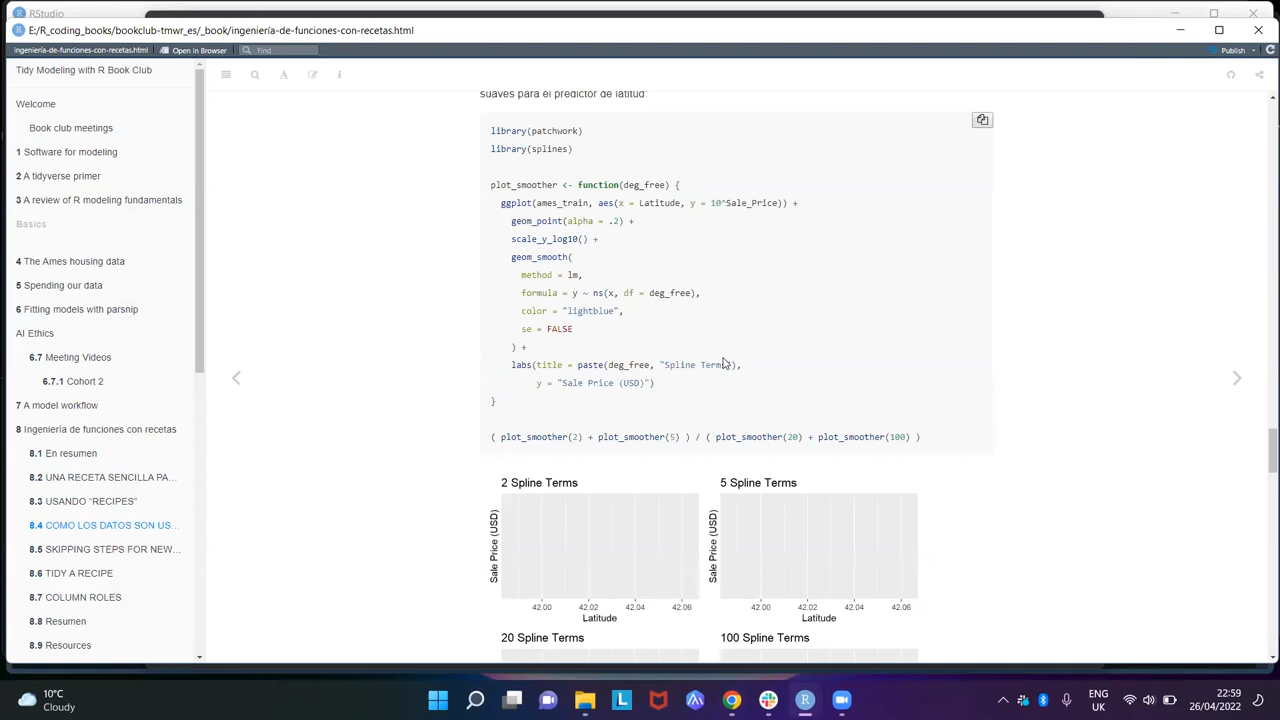 RStudio
E:/R_coding_books/bookclub-tmwr_es/_book/ingeniería-de-funciones-con-recetas.html
ingeniería-de-funciones-con-recetas.html
Open in Browser
Find
Publish
Tidy Modeling with R Book Club
Welcome
Book club meetings
1 Software for modeling
2 A tidyverse primer
3 A review of R modeling fundamentals
Basics
4 The Ames housing data
5 Spending our data
6 Fitting models with parsnip
AI Ethics
6.7 Meeting Videos
6.7.1 Cohort 2
7 A model workflow
8 Ingeniería de funciones con recetas
8.1 En resumen
8.2 UNA RECETA SENCILLA PA...
8.3 USANDO “RECIPES”
8.4 COMO LOS DATOS SON US...
8.5 SKIPPING STEPS FOR NEW...
8.6 TIDY A RECIPE
8.7 COLUMN ROLES
8.8 Resumen
8.9 Resources
suaves para el predictor de latitud:
library(patchwork)
library(splines)
plot_smoother <- function(deg_free) {
ggplot(ames_train, aes(x = Latitude, y = 10^Sale_Price)) +
geom_point(alpha = .2) +
scale_y_log10() +
geom_smooth(
method = lm,
formula = y ~ ns(x, df = deg_free),
color = "lightblue",
se = FALSE
) +
labs(title = paste(deg_free, "Spline Terms"),
y = "Sale Price (USD)")
}
( plot_smoother(2) + plot_smoother(5) ) / ( plot_smoother(20) + plot_smoother(100) )
2 Spline Terms
Sale Price (USD)
42.00 42.02 42.04 42.06
Latitude
5 Spline Terms
Sale Price (USD)
42.00 42.02 42.04 42.06
Latitude
20 Spline Terms
100 Spline Terms
10°C
Cloudy
ENG
UK
22:59
26/04/2022